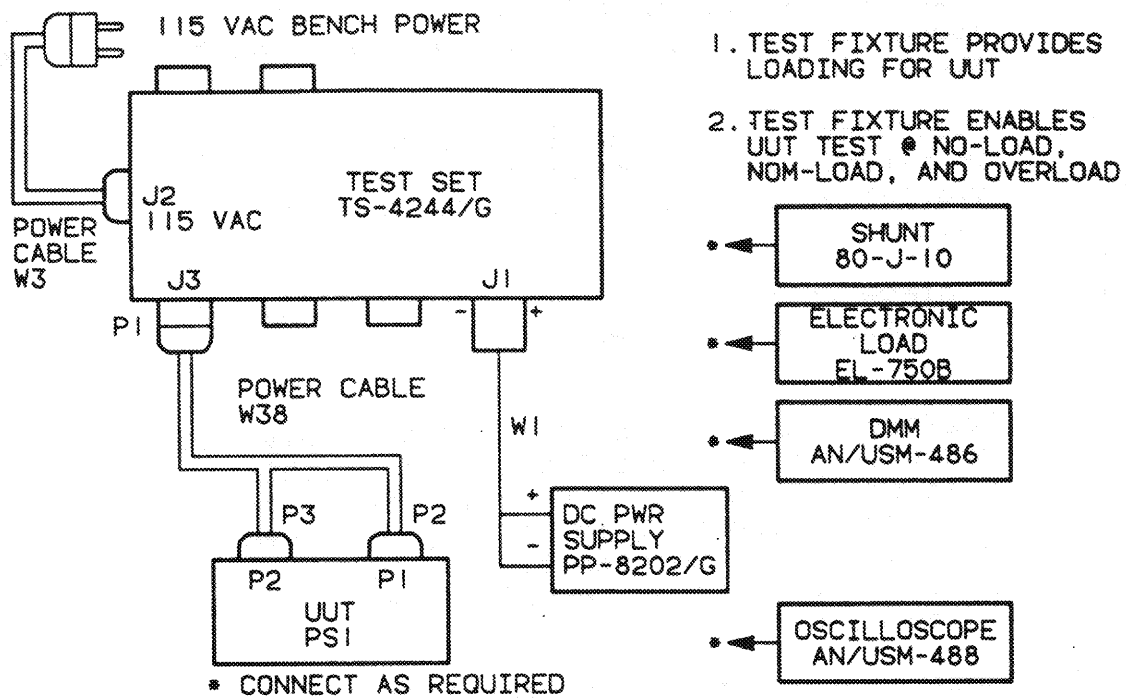 115 VAC BENCH POWER
1. TEST FIXTURE PROVIDES
LOADING FOR UUT
2. TEST FIXTURE ENABLES
UUT TEST @ NO-LOAD,
NOM-LOAD, AND OVERLOAD
J2
115 VAC
TEST SET
TS-4244/G
POWER
CABLE
W3
J3
J1
P1
-
+
POWER CABLE
W38
W1
P3
P2
P2
P1
UUT
PS1
+
-
DC PWR
SUPPLY
PP-8202/G
* SHUNT
80-J-10
* ELECTRONIC
LOAD
EL-750B
* DMM
AN/USM-486
* OSCILLOSCOPE
AN/USM-488
* CONNECT AS REQUIRED